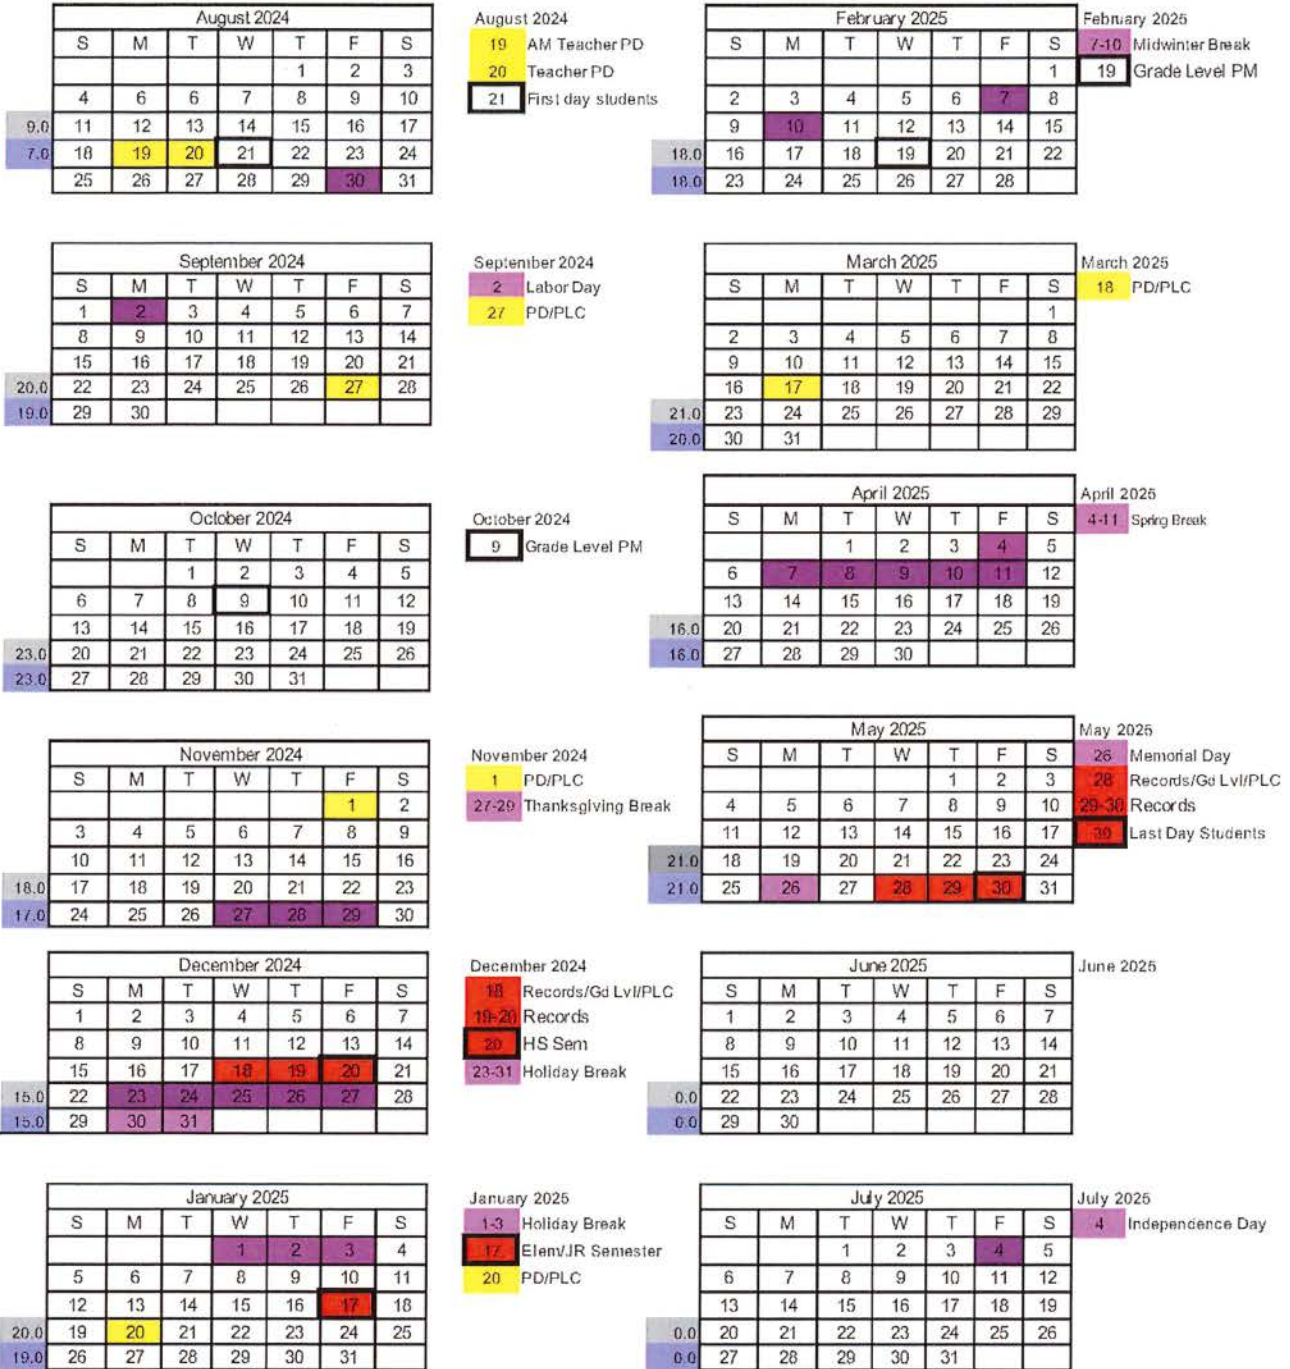 August 2024
S M T W T F S
1 2 3
4 6 6 7 8 9 10
9.0 11 12 13 14 15 16 17
7.0 18 19 20 21 22 23 24
25 26 27 28 29 30 31
August 2024
19 AM Teacher PD
20 Teacher PD
21 First day students
February 2025
S M T W T F S
1
2 3 4 5 6 7 8
9 10 11 12 13 14 15
18.0 16 17 18 19 20 21 22
18.0 23 24 25 26 27 28
February 2025
7-10 Midwinter Break
19 Grade Level PM
September 2024
S M T W T F S
1 2 3 4 5 6 7
8 9 10 11 12 13 14
15 16 17 18 19 20 21
20.0 22 23 24 25 26 27 28
19.0 29 30
September 2024
2 Labor Day
27 PD/PLC
March 2025
S M T W T F S
1
2 3 4 5 6 7 8
9 10 11 12 13 14 15
16 17 18 19 20 21 22
21.0 23 24 25 26 27 28 29
20.0 30 31
March 2025
18 PD/PLC
October 2024
S M T W T F S
1 2 3 4 5
6 7 8 9 10 11 12
13 14 15 16 17 18 19
23.0 20 21 22 23 24 25 26
23.0 27 28 29 30 31
October 2024
9 Grade Level PM
April 2025
S M T W T F S
1 2 3 4 5
6 7 8 9 10 11 12
13 14 15 16 17 18 19
16.0 20 21 22 23 24 25 26
16.0 27 28 29 30
April 2025
4-11 Spring Break
November 2024
S M T W T F S
1 2
3 4 5 6 7 8 9
10 11 12 13 14 15 16
18.0 17 18 19 20 21 22 23
17.0 24 25 26 27 28 29 30
November 2024
1 PD/PLC
27-29 Thanksgiving Break
May 2025
S M T W T F S
1 2 3
4 5 6 7 8 9 10
11 12 13 14 15 16 17
21.0 18 19 20 21 22 23 24
21.0 25 26 27 28 29 30 31
May 2025
26 Memorial Day
28 Records/Gd Lvl/PLC
29-30 Records
30 Last Day Students
December 2024
S M T W T F S
1 2 3 4 5 6 7
8 9 10 11 12 13 14
15 16 17 18 19 20 21
15.0 22 23 24 25 26 27 28
15.0 29 30 31
December 2024
18 Records/Gd Lvl/PLC
19-20 Records
20 HS Sem
23-31 Holiday Break
June 2025
S M T W T F S
1 2 3 4 5 6 7
8 9 10 11 12 13 14
15 16 17 18 19 20 21
0.0 22 23 24 25 26 27 28
0.0 29 30
June 2025
January 2025
S M T W T F S
1 2 3 4
5 6 7 8 9 10 11
12 13 14 15 16 17 18
20.0 19 20 21 22 23 24 25
19.0 26 27 28 29 30 31
January 2025
1-3 Holiday Break
17 Elem/JR Semester
20 PD/PLC
July 2025
S M T W T F S
1 2 3 4 5
6 7 8 9 10 11 12
13 14 15 16 17 18 19
0.0 20 21 22 23 24 25 26
0.0 27 28 29 30 31
July 2025
4 Independence Day